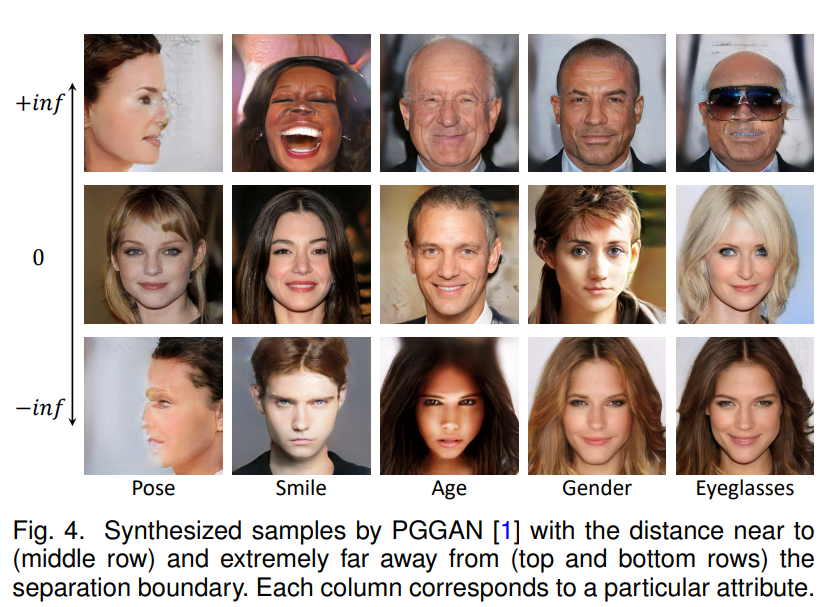 +inf
0
−inf
Pose Smile Age Gender Eyeglasses
Fig. 4. Synthesized samples by PGGAN [1] with the distance near to
(middle row) and extremely far away from (top and bottom rows) the
separation boundary. Each column corresponds to a particular attribute.